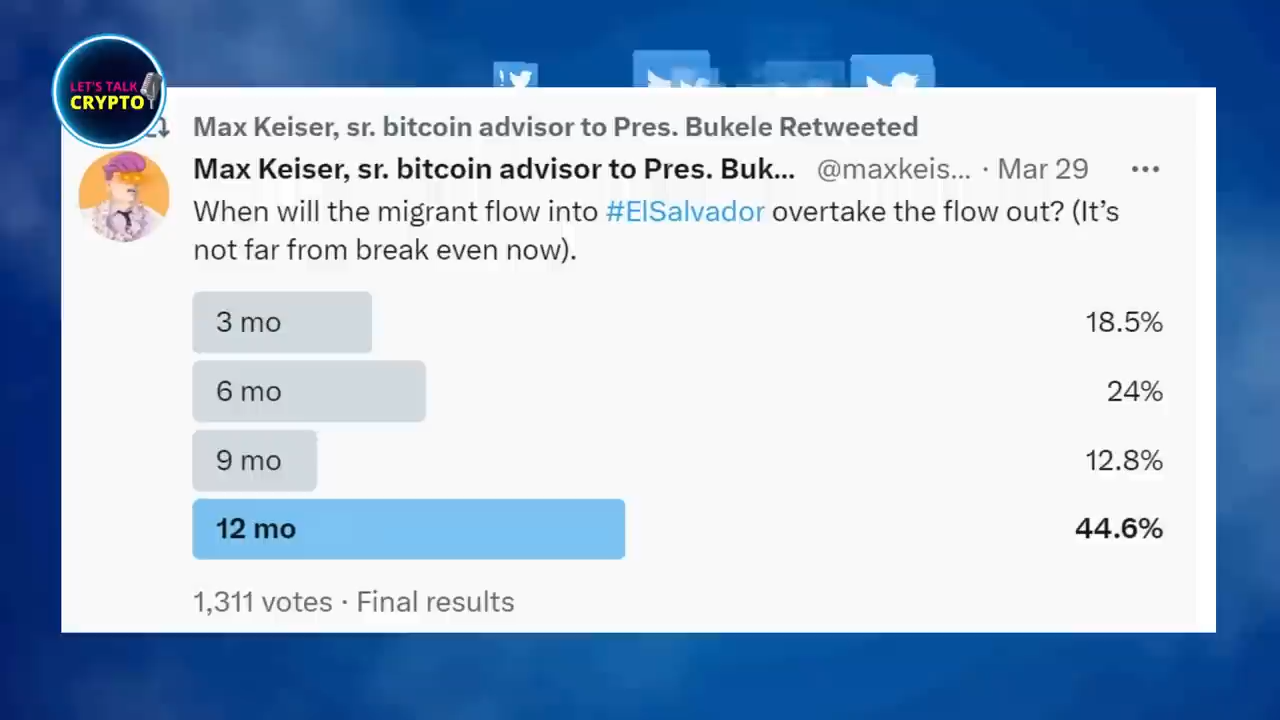 LET'S TALK
CRYPTO
Max Keiser, sr. bitcoin advisor to Pres. Bukele Retweeted
Max Keiser, sr. bitcoin advisor to Pres. Buk... @maxkeis... · Mar 29 ···
When will the migrant flow into #ElSalvador overtake the flow out? (It’s
not far from break even now).
3 mo 18.5%
6 mo 24%
9 mo 12.8%
12 mo 44.6%
1,311 votes · Final results